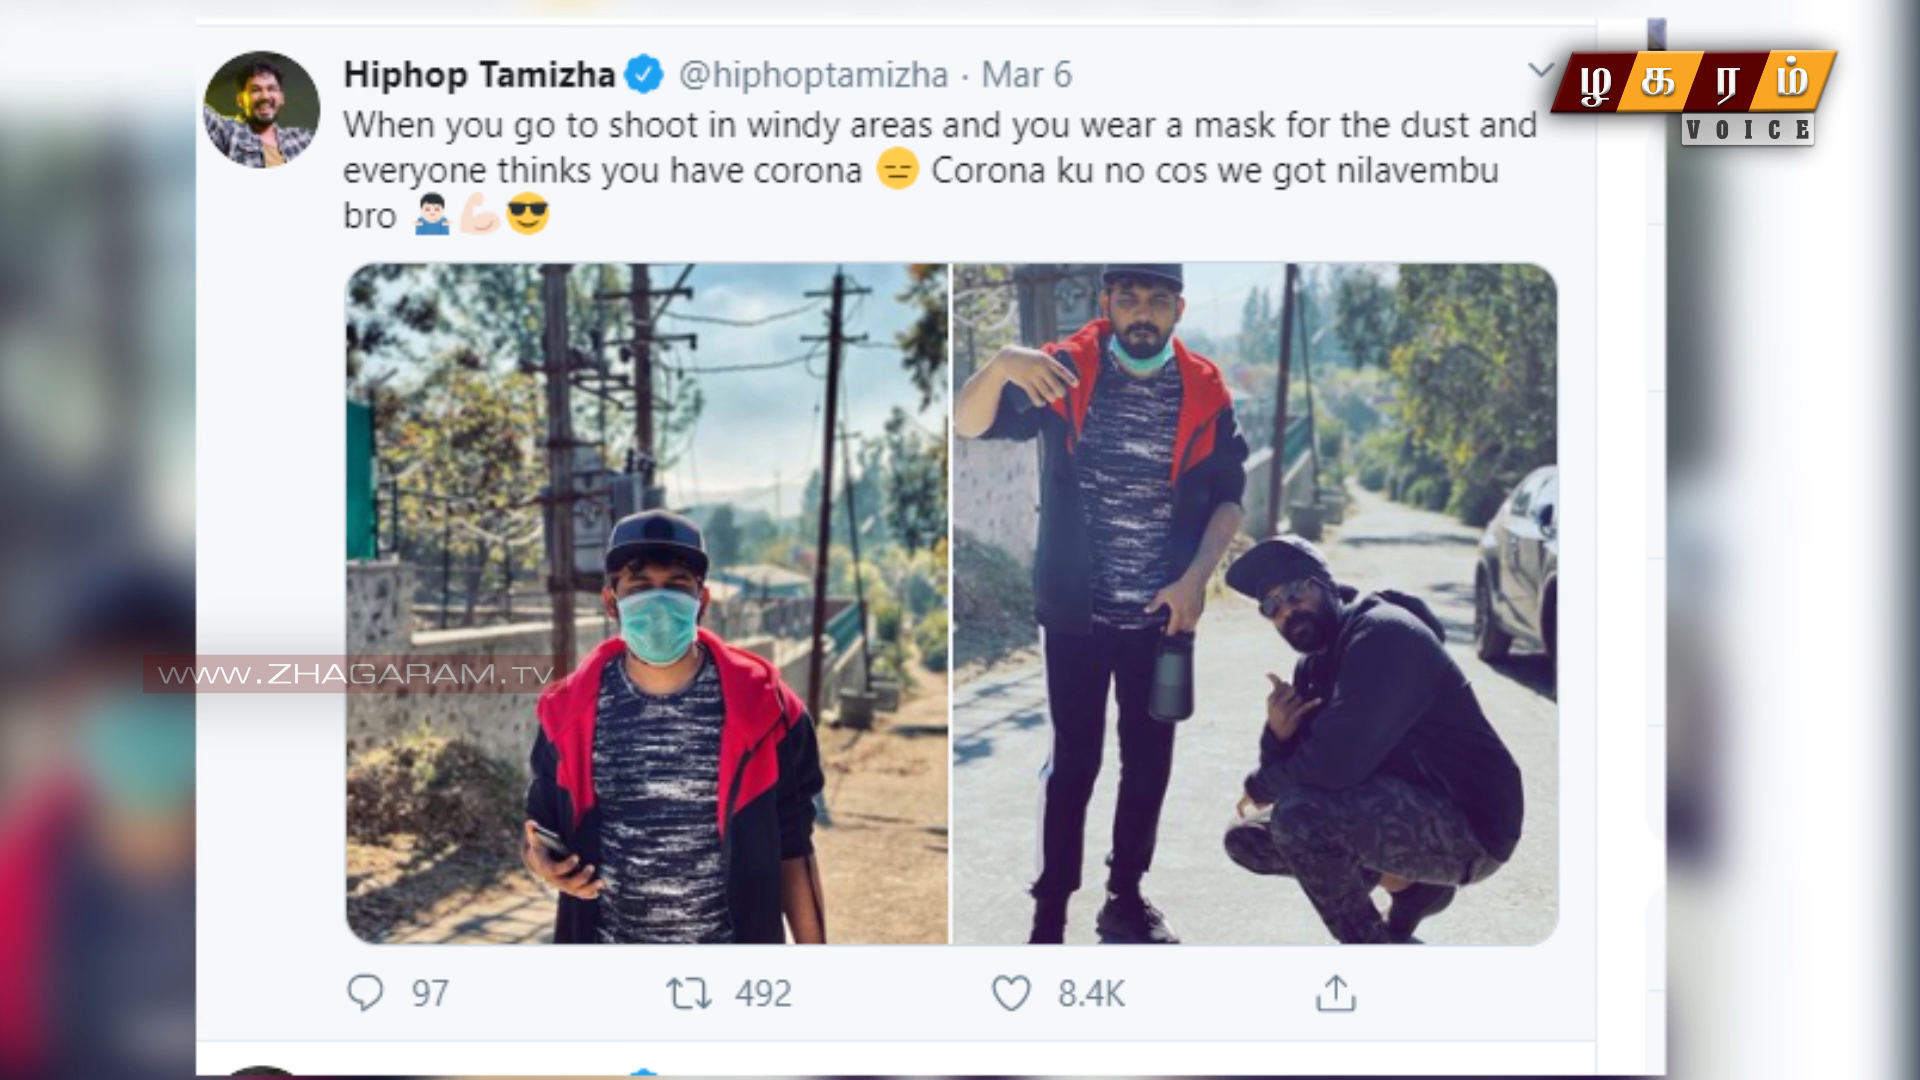 Hiphop Tamizha @hiphoptamizha · Mar 6
When you go to shoot in windy areas and you wear a mask for the dust and
everyone thinks you have corona 😑 Corona ku no cos we got nilavembu
bro 🤷🏻‍♂️💪🏻😎
ழகரம்
VOICE
www.ZHAGARAM.TV
97 492 8.4K